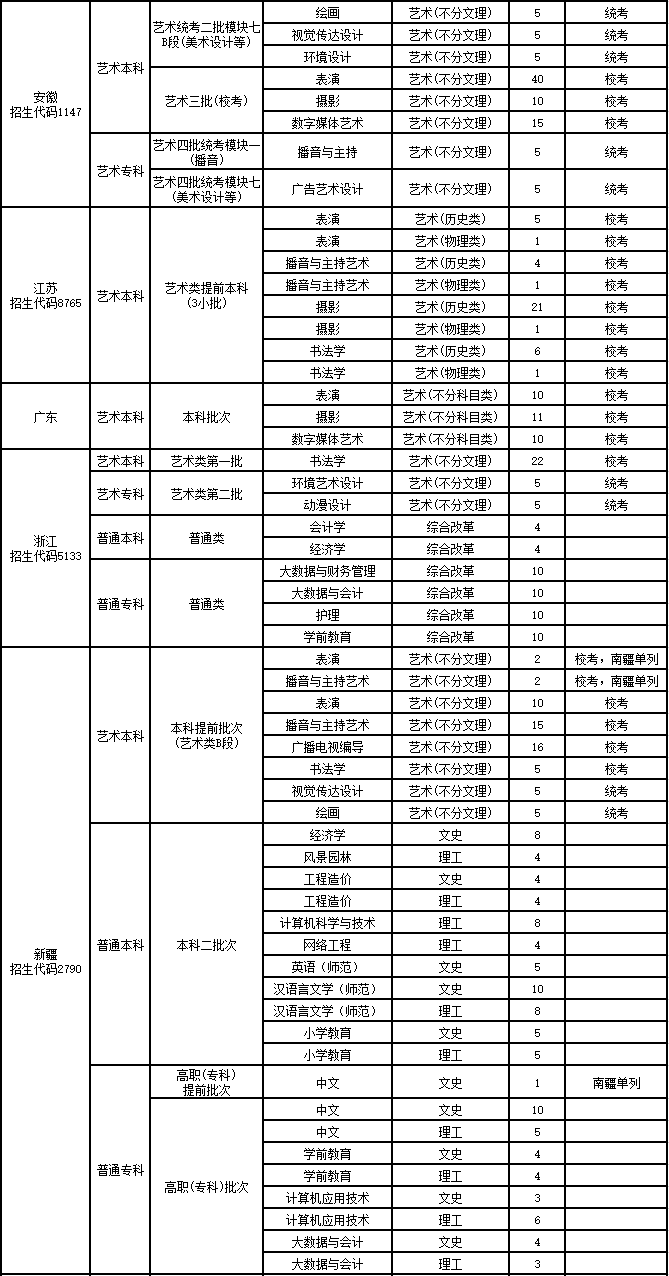 安徽
招生代码1147
艺术本科
艺术统考二批模块七
B段(美术设计等)
绘画 艺术(不分文理) 5 统考
视觉传达设计 艺术(不分文理) 5 统考
环境设计 艺术(不分文理) 5 统考
艺术三批(校考)
表演 艺术(不分文理) 40 校考
摄影 艺术(不分文理) 10 校考
数字媒体艺术 艺术(不分文理) 15 校考
艺术专科
艺术四批统考模块一
(播音)
播音与主持 艺术(不分文理) 5 统考
艺术四批统考模块七
(美术设计等)
广告艺术设计 艺术(不分文理) 5 统考
江苏
招生代码8765
艺术本科
艺术类提前本科
(3小批)
表演 艺术(历史类) 5 校考
表演 艺术(物理类) 1 校考
播音与主持艺术 艺术(历史类) 4 校考
播音与主持艺术 艺术(物理类) 1 校考
摄影 艺术(历史类) 21 校考
摄影 艺术(物理类) 1 校考
书法学 艺术(历史类) 6 校考
书法学 艺术(物理类) 1 校考
广东
艺术本科
本科批次
表演 艺术(不分科目类) 10 校考
摄影 艺术(不分科目类) 11 校考
数字媒体艺术 艺术(不分科目类) 10 校考
浙江
招生代码5133
艺术本科 艺术类第一批 书法学 艺术(不分文理) 22 校考
艺术专科 艺术类第二批
环境艺术设计 艺术(不分文理) 5 统考
动漫设计 艺术(不分文理) 5 统考
普通本科 普通类
会计学 综合改革 4
经济学 综合改革 4
普通专科 普通类
大数据与财务管理 综合改革 10
大数据与会计 综合改革 10
护理 综合改革 10
学前教育 综合改革 10
新疆
招生代码2790
艺术本科
本科提前批次
(艺术类B段)
表演 艺术(不分文理) 2 校考，南疆单列
播音与主持艺术 艺术(不分文理) 2 校考，南疆单列
表演 艺术(不分文理) 10 校考
播音与主持艺术 艺术(不分文理) 15 校考
广播电视编导 艺术(不分文理) 16 校考
书法学 艺术(不分文理) 5 校考
视觉传达设计 艺术(不分文理) 5 统考
绘画 艺术(不分文理) 5 统考
普通本科 本科二批次
经济学 文史 8
风景园林 理工 4
工程造价 文史 4
工程造价 理工 4
计算机科学与技术 理工 8
网络工程 理工 4
英语（师范） 文史 5
汉语言文学（师范） 文史 10
汉语言文学（师范） 理工 8
小学教育 文史 5
小学教育 理工 5
普通专科
高职(专科)
提前批次
中文 文史 1 南疆单列
高职(专科)批次
中文 文史 10
中文 理工 5
学前教育 文史 4
学前教育 理工 4
计算机应用技术 文史 3
计算机应用技术 理工 6
大数据与会计 文史 4
大数据与会计 理工 3